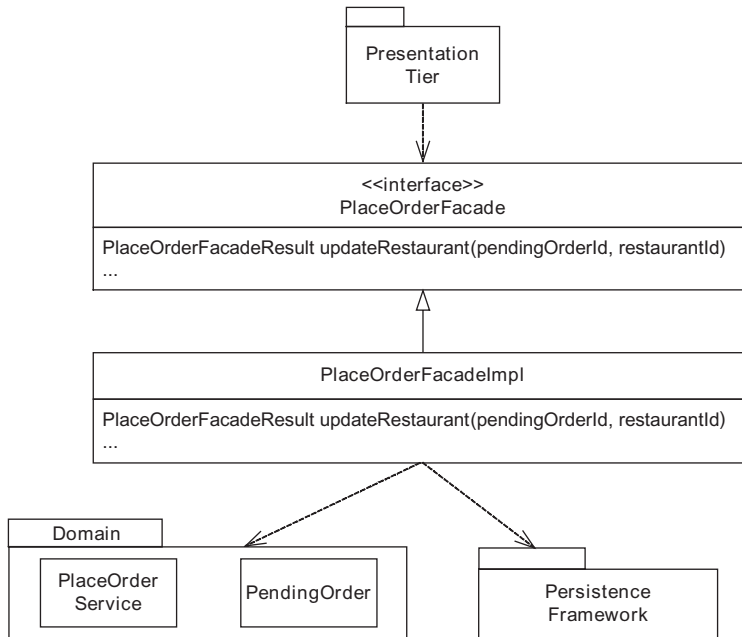 Presentation
Tier
<<interface>>
PlaceOrderFacade
PlaceOrderFacadeResult updateRestaurant(pendingOrderId, restaurantId)
...
PlaceOrderFacadeImpl
PlaceOrderFacadeResult updateRestaurant(pendingOrderId, restaurantId)
...
Domain
PlaceOrder
Service
PendingOrder
Persistence
Framework